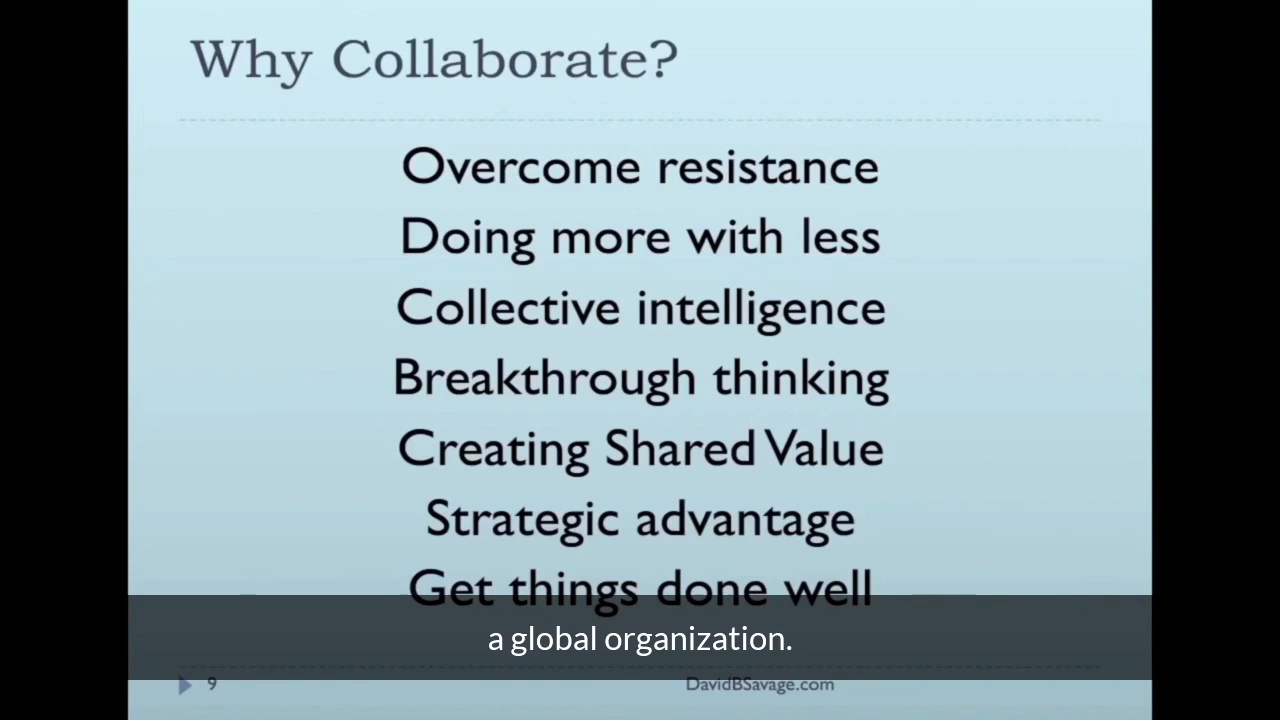 Why Collaborate?
Overcome resistance
Doing more with less
Collective intelligence
Breakthrough thinking
Creating Shared Value
Strategic advantage
Get things done well
a global organization.
9
DavidBSavage.com